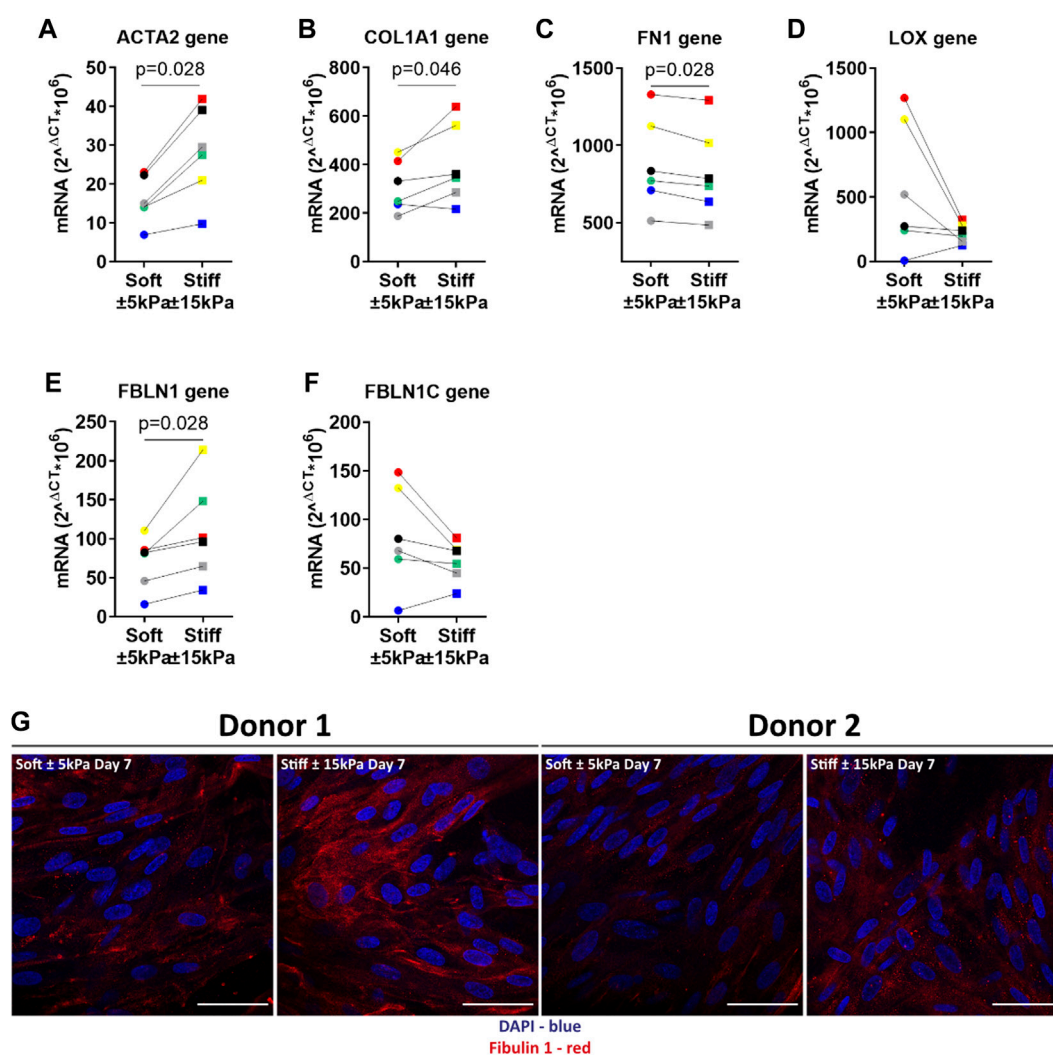 A
ACTA2 gene
p=0.028
mRNA (2^ΔCT*10⁶)
50
40
30
20
10
0
Soft Stiff
±5kPa±15kPa
B
COL1A1 gene
p=0.046
mRNA (2^ΔCT*10⁶)
800
600
400
200
0
Soft Stiff
±5kPa±15kPa
C
FN1 gene
p=0.028
mRNA (2^ΔCT*10⁶)
1500
1000
500
Soft Stiff
±5kPa±15kPa
D
LOX gene
mRNA (2^ΔCT*10⁶)
1500
1000
500
0
Soft Stiff
±5kPa±15kPa
E
FBLN1 gene
p=0.028
mRNA (2^ΔCT*10⁶)
250
200
150
100
50
0
Soft Stiff
±5kPa±15kPa
F
FBLN1C gene
mRNA (2^ΔCT*10⁶)
200
150
100
50
0
Soft Stiff
±5kPa±15kPa
G
Donor 1
Donor 2
Soft ± 5kPa Day 7
Stiff ± 15kPa Day 7
Soft ± 5kPa Day 7
Stiff ± 15kPa Day 7
DAPI - blue
Fibulin 1 - red